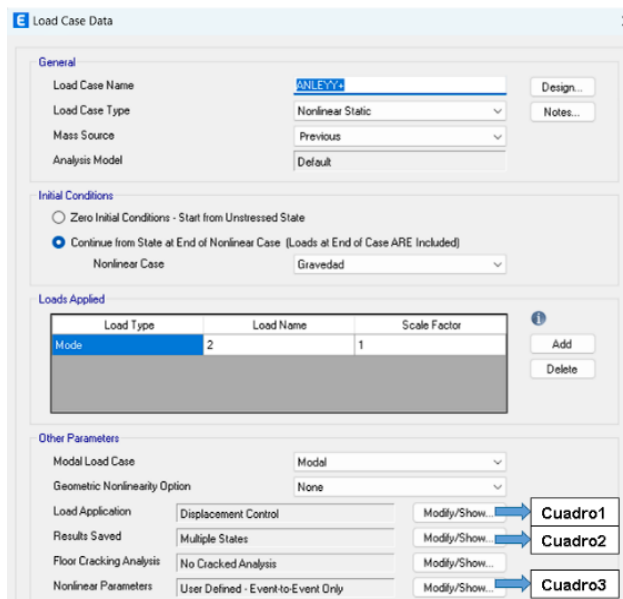 E Load Case Data
General
Load Case Name ANLEYY+ Design...
Load Case Type Nonlinear Static Notes...
Mass Source Previous
Analysis Model Default
Initial Conditions
Zero Initial Conditions - Start from Unstressed State
Continue from State at End of Nonlinear Case (Loads at End of Case ARE Included)
Nonlinear Case Gravedad
Loads Applied
Load Type Load Name Scale Factor
Mode 2 1 Add
Delete
Other Parameters
Modal Load Case Modal
Geometric Nonlinearity Option None
Load Application Displacement Control Modify/Show... Cuadro1
Results Saved Multiple States Modify/Show... Cuadro2
Floor Cracking Analysis No Cracked Analysis Modify/Show...
Nonlinear Parameters User Defined - Event-to-Event Only Modify/Show... Cuadro3